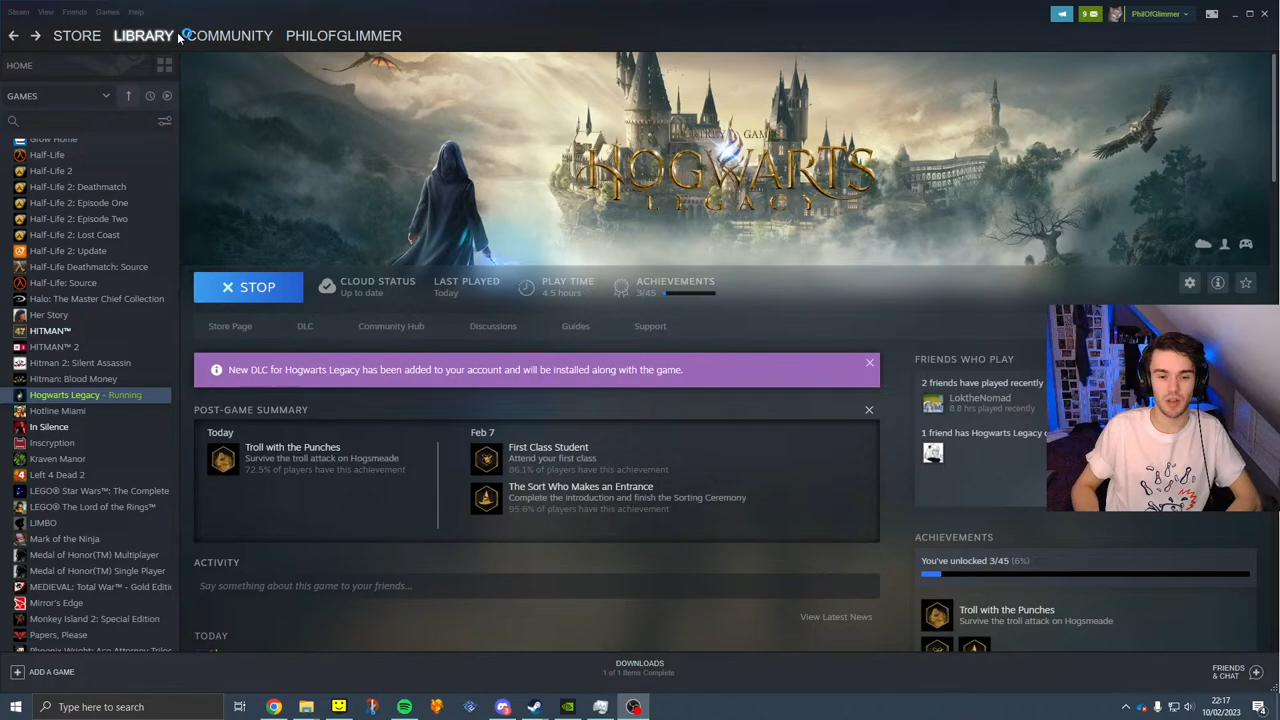 Steam View Friends Games Help
9 PhilOfGlimmer
STORE LIBRARY COMMUNITY PHILOFGLIMMER
HOME
GAMES
Grow Home
Half-Life
Half-Life 2
Half-Life 2: Deathmatch
Half-Life 2: Episode One
Half-Life 2: Episode Two
Half-Life 2: Lost Coast
Half-Life 2: Update
Half-Life Deathmatch: Source
Half-Life: Source
Halo: The Master Chief Collection
Her Story
HITMAN™
HITMAN™ 2
Hitman 2: Silent Assassin
Hitman: Blood Money
Hogwarts Legacy - Running
Hotline Miami
In Silence
Inscryption
Kraven Manor
Left 4 Dead 2
LEGO® Star Wars™: The Complete
LEGO® The Lord of the Rings™
LIMBO
Mark of the Ninja
Medal of Honor(TM) Multiplayer
Medal of Honor(TM) Single Player
MEDIEVAL: Total War™ - Gold Editi
Mirror's Edge
Monkey Island 2: Special Edition
Papers, Please
Phoenix Wright: Ace Attorney Trilog
ADD A GAME
GAMES
HOGWARTS
LEGACY
STOP
CLOUD STATUS
Up to date
LAST PLAYED
Today
PLAY TIME
4.5 hours
ACHIEVEMENTS
3/45
Store Page DLC Community Hub Discussions Guides Support
New DLC for Hogwarts Legacy has been added to your account and will be installed along with the game.
POST-GAME SUMMARY
Today
Troll with the Punches
Survive the troll attack on Hogsmeade
72.5% of players have this achievement
Feb 7
First Class Student
Attend your first class
86.1% of players have this achievement
The Sort Who Makes an Entrance
Complete the introduction and finish the Sorting Ceremony
95.6% of players have this achievement
ACTIVITY
Say something about this game to your friends...
View Latest News
TODAY
FRIENDS WHO PLAY
2 friends have played recently
LoktheNomad
8.8 hrs played recently
1 friend has Hogwarts Legacy
ACHIEVEMENTS
You've unlocked 3/45 (6%)
Troll with the Punches
Survive the troll attack on Hogsmeade
DOWNLOADS
1 of 1 Items Complete
FRIENDS
& CHAT
Type here to search
22:17
10/02/2023
4